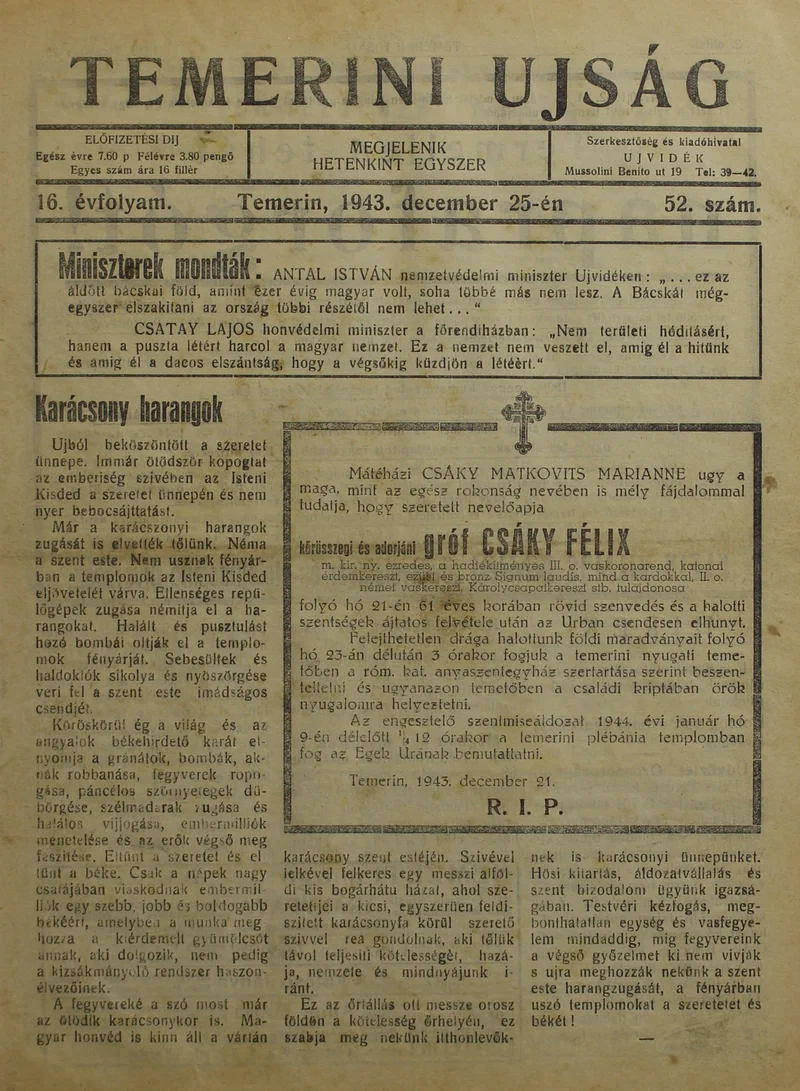 TEMERINI UJSÁG
ELŐFIZETÉSI DIJ
Egész évre 7.60 p Félévre 3.80 pengő
Egyes szám ára 16 fillér
MEGJELENIK
HETENKINT EGYSZER
Szerkesztőség és kiadóhivatal
UJVIDÉK
Mussolini Benito ut 19 Tel: 39—42.
16. évfolyam. Temerin, 1943. december 25-én 52. szám.
Miniszterek mondták: ANTAL ISTVÁN nemzetvédelmi miniszter Ujvidéken: „...ez az
áldott bácskai föld, amint ezer évig magyar volt, soha többé más nem lesz. A Bácskát még-
egyszer elszakitani az ország többi részétől nem lehet..."
CSATAY LAJOS honvédelmi miniszter a főrendiházban: „Nem területi hóditásért,
hanem a puszta létért harcol a magyar nemzet. Ez a nemzet nem veszett el, amig él a hitünk
és amig él a dacos elszántság, hogy a végsőkig küzdjön a létéért."
Karácsony harangok
Ujból beköszöntött a szeretet
ünnepe. Immár ötödször kopogtat
az emberiség szivében az Isteni
Kisded a szeretet ünnepén és nem
nyer bebocsájttatást.
Már a karácszonyi harangok
zugását is elvették tőlünk. Néma
a szent este. Nem usznak fényár-
ban a templomok az Isteni Kisded
eljövetelét várva. Ellenséges repü-
lőgépek zugása némitja el a ha-
rangokat. Halált és pusztulást
hozó bombái oltják el a templo-
mok fényárját. Sebesültek és
haldoklók sikolya és nyöszörgése
veri fel a szent este imádságos
csendjét.
Köröskörül ég a világ és az
angyalok békehirdető karát el-
nyomja a gránátok, bombák, ak-
nák robbanása, fegyverek ropo-
gása, páncélos szörnyetegek dü-
börgése, szélmadarak zugása és
halálos vijjogása, embermilliók
menetelése és az erők végső meg
feszitése. Eltünt a szeretet és el
tünt a béke. Csak a népek nagy
csatájában viaskodnak embermil-
liók egy szebb, jobb és boldogabb
békéért, amelyben a munka meg
hozza a kiérdemelt gyümölcsöt
annak, aki dolgozik, nem pedig
a kizsákmányoló rendszer haszon-
élvezőinek.
A fegyvereké a szó most már
az ötödik karácsonykor is. Ma-
gyar honvéd is kinn áll a vártán
Mátéházi CSÁKY MATKOVITS MARIANNE ugy a
maga, mint az egész rokonság nevében is mély fájdalommal
tudatja, hogy szeretett nevelőapja
körösszegi és adorjáni gróf CSÁKY FÉLIX
m. kir. ny. ezredes, a hadiékitményes III. o. vaskoronarend, katonai
érdemkereszt, ezüst és bronz Signum laudis, mind a kardokkal, II. o.
német vaskereszt, Károlycsapatkereszt stb. tulajdonosa
folyó hó 21-én 61 éves korában rövid szenvedés és a halotti
szentségek ájtatos felvétele után az Urban csendesen elhunyt.
Felejthetetlen drága halottunk földi maradványait folyó
hó 23-án délután 3 órakor fogjuk a temerini nyugati teme-
tőben a róm. kat. anyaszentegyház szertartása szerint beszen-
teltetni és ugyanazon temetőben a családi kriptában örök
nyugalomra helyeztetni.
Az engesztelő szentmiseáldozat 1944. évi január hó
9-én délelőtt ¼ 12 órakor a temerini plébánia templomban
fog az Egek Urának bemutattatni.
Temerin, 1943. december 21.
R. I. P.
karácsony szent estéjén. Szivével
lelkével felkeres egy messzi alföl-
di kis bogárhátu házat, ahol sze-
retettjei a kicsi, egyszerüen feldi-
szitett karácsonyfa körül szerető
szivvel reá gondolnak, aki tőlük
távol teljesiti kötelességét, hazá-
ja, nemzete és mindnyájunk i-
ránt.
Ez az őrtállás ott messze orosz
földön a kötelesség őrhelyén, ez
szabja meg nekünk itthonlevők-
nek is karácsonyi ünnepünket.
Hősi kitartás, áldozatvállalás és
szent bizodalom ügyünk igazsá-
gában. Testvéri kézfogás, meg-
bonthatatlan egység és vasfegye-
lem mindaddig, mig fegyvereink
a végső győzelmet ki nem vivják
s ujra meghozzák nekünk a szent
este harangzugását, a fényárban
uszó templomokat a szeretetet és
békét!